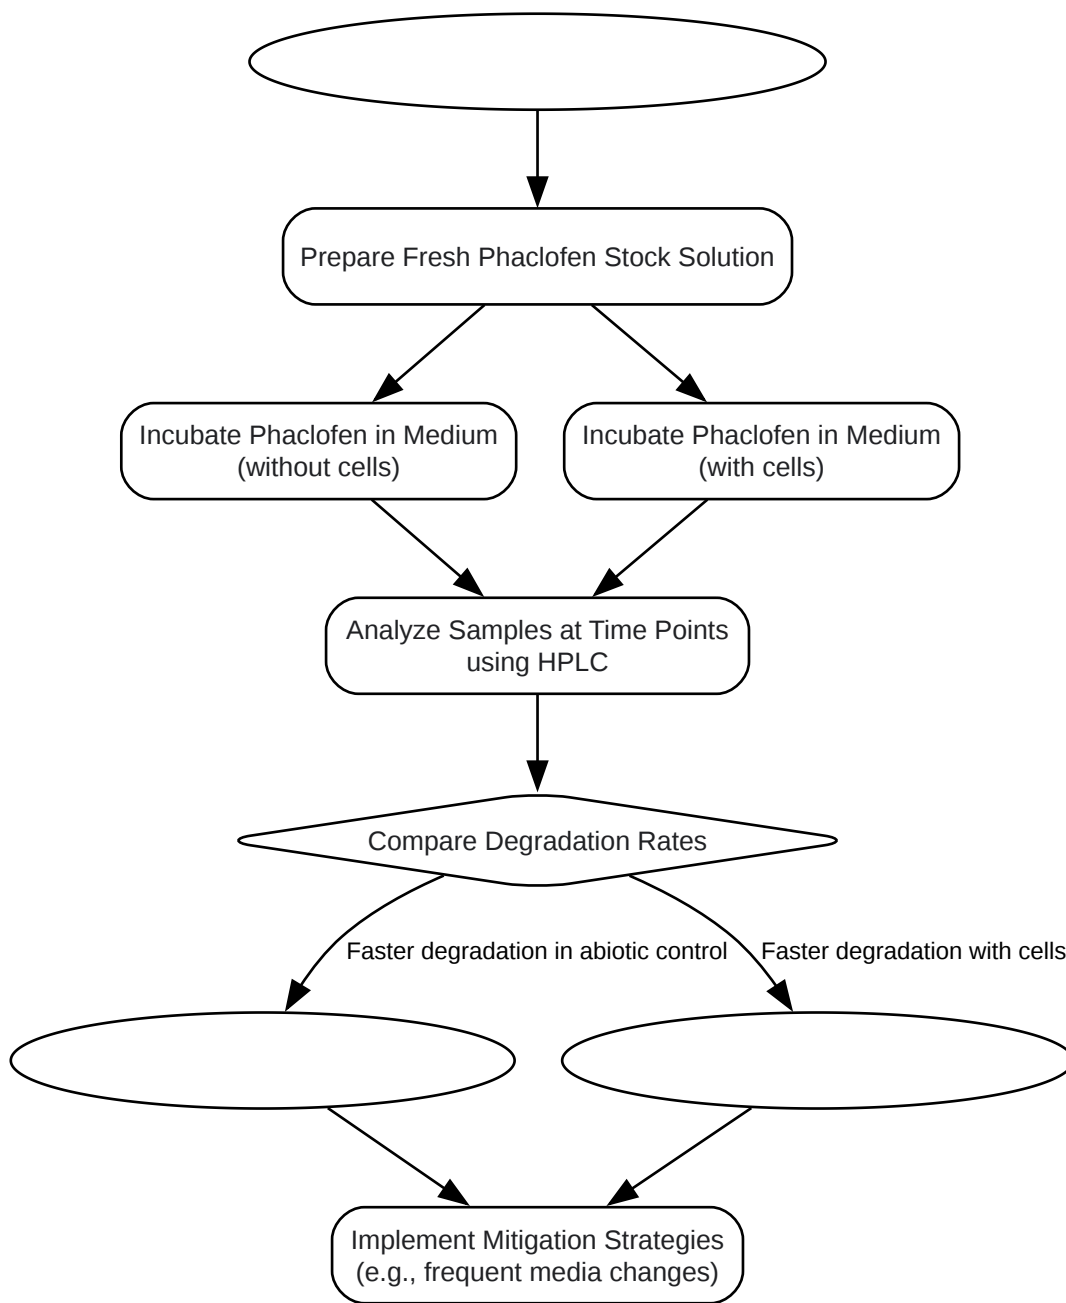 Prepare Fresh Phaclofen Stock Solution
Incubate Phaclofen in Medium
(without cells)
Incubate Phaclofen in Medium
(with cells)
Analyze Samples at Time Points
using HPLC
Compare Degradation Rates
Faster degradation in abiotic control
Faster degradation with cells
Implement Mitigation Strategies
(e.g., frequent media changes)